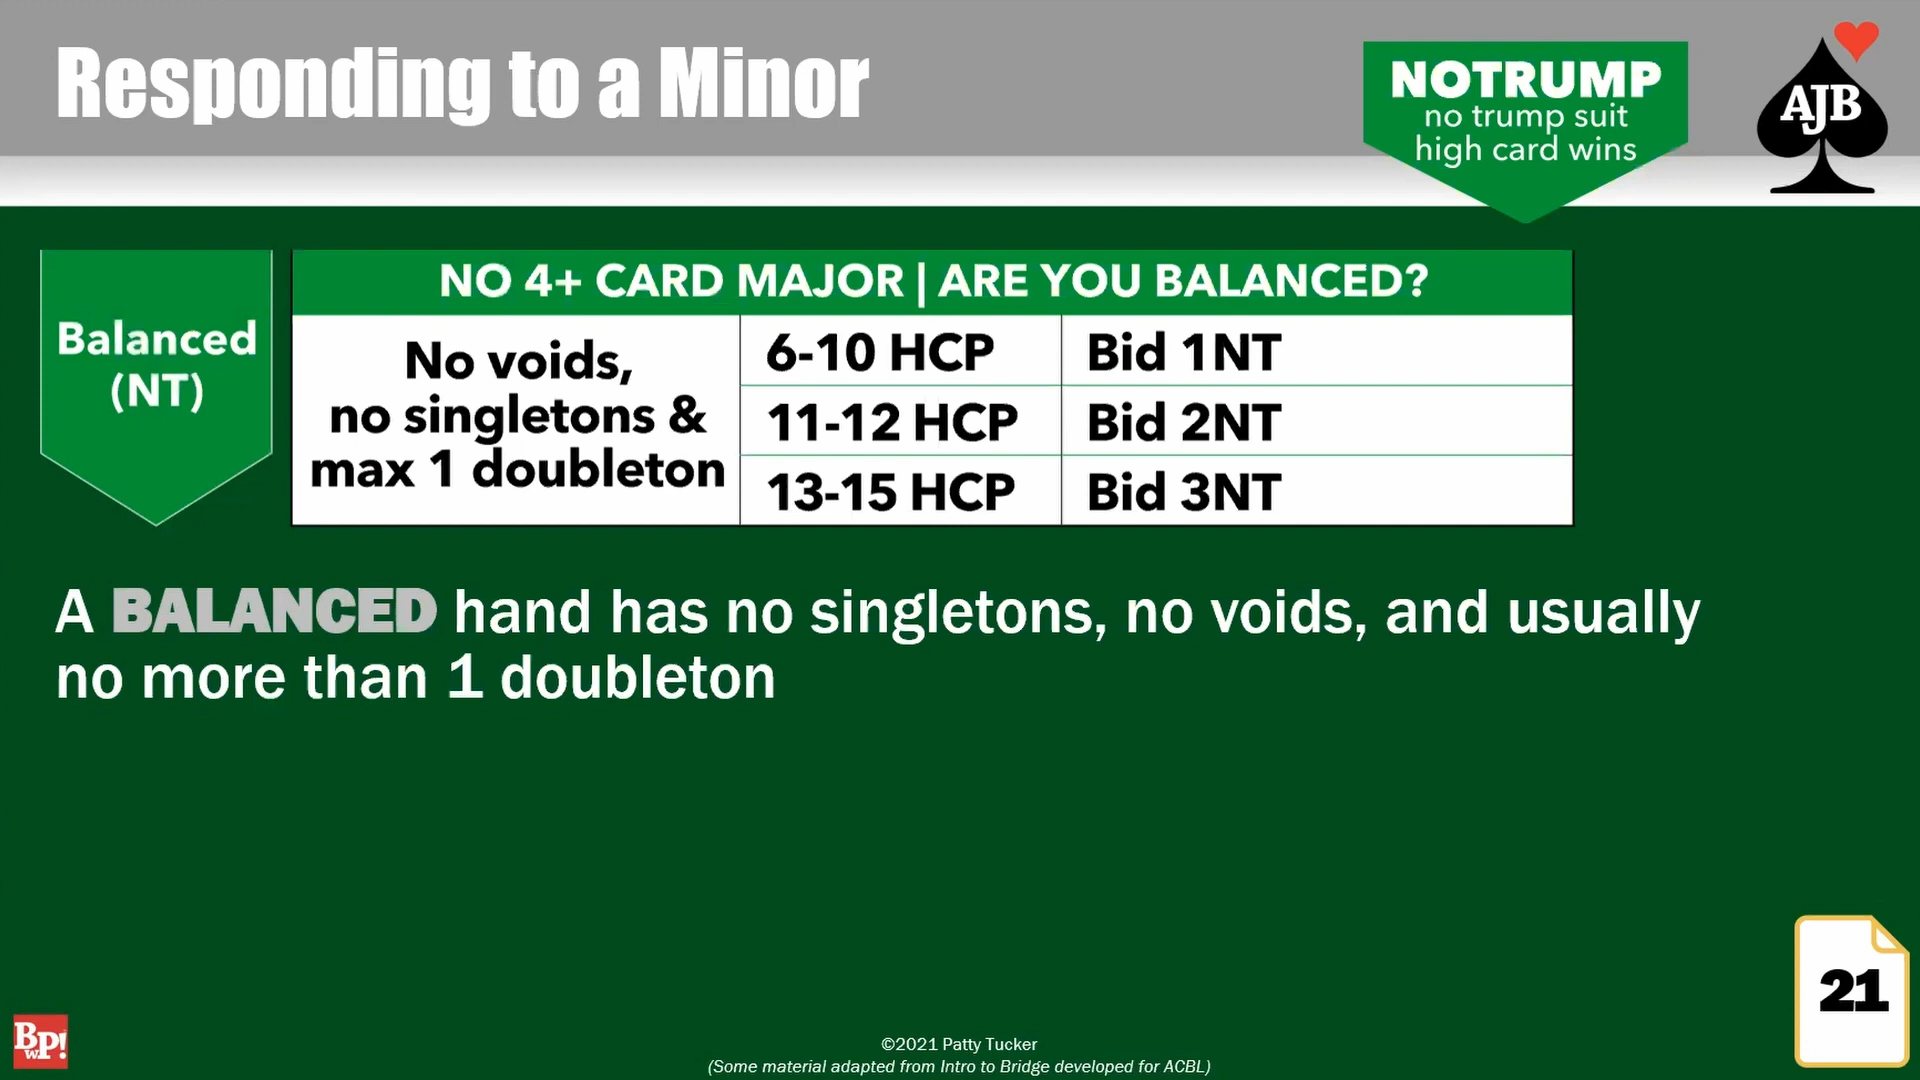 Responding to a Minor
NOTRUMP
no trump suit
high card wins
AJB
Balanced
(NT)
NO 4+ CARD MAJOR | ARE YOU BALANCED?
No voids,
no singletons &
max 1 doubleton
6-10 HCP
Bid 1NT
11-12 HCP
Bid 2NT
13-15 HCP
Bid 3NT
A BALANCED hand has no singletons, no voids, and usually
no more than 1 doubleton
21
BwP!
©2021 Patty Tucker
(Some material adapted from Intro to Bridge developed for ACBL)